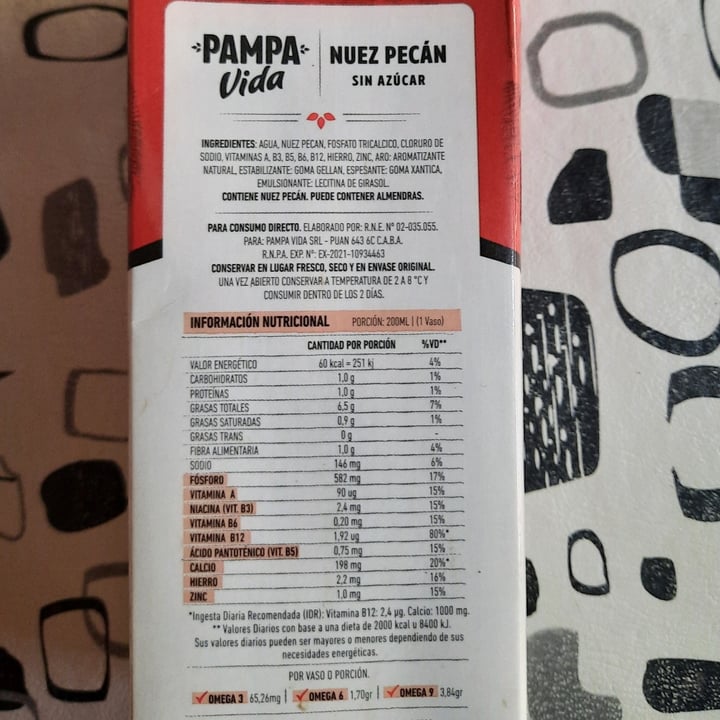 PAMPA
Vida
NUEZ PECÁN
SIN AZÚCAR
INGREDIENTES: AGUA, NUEZ PECAN, FOSFATO TRICALCICO, CLORURO DE
SODIO, VITAMINAS A, B3, B5, B6, B12, HIERRO, ZINC, ARO: AROMATIZANTE
NATURAL, ESTABILIZANTE: GOMA GELLAN, ESPESANTE: GOMA XANTICA,
EMULSIONANTE: LECITINA DE GIRASOL.
CONTIENE NUEZ PECÁN. PUEDE CONTENER ALMENDRAS.
PARA CONSUMO DIRECTO. ELABORADO POR: R.N.E. N° 02-035.055.
PARA: PAMPA VIDA SRL - PUAN 643 6C C.A.B.A.
R.N.P.A. EXP. N°: EX-2021-10934463
CONSERVAR EN LUGAR FRESCO, SECO Y EN ENVASE ORIGINAL.
UNA VEZ ABIERTO CONSERVAR A TEMPERATURA DE 2 A 8 °C Y
CONSUMIR DENTRO DE LOS 2 DÍAS.
INFORMACIÓN NUTRICIONAL PORCIÓN: 200ML | (1 Vaso)
CANTIDAD POR PORCIÓN %VD**
VALOR ENERGÉTICO 60 kcal = 251 kj 4%
CARBOHIDRATOS 1,0 g 1%
PROTEÍNAS 1,0 g 1%
GRASAS TOTALES 6,5 g 7%
GRASAS SATURADAS 0,9 g 1%
GRASAS TRANS 0 g -
FIBRA ALIMENTARIA 1,0 g 4%
SODIO 146 mg 6%
FÓSFORO 582 mg 17%
VITAMINA A 90 ug 15%
NIACINA (VIT. B3) 2,4 mg 15%
VITAMINA B6 0,20 mg 15%
VITAMINA B12 1,92 ug 80%*
ÁCIDO PANTOTÉNICO (VIT. B5) 0,75 mg 15%
CALCIO 198 mg 20%*
HIERRO 2,2 mg 16%
ZINC 1,0 mg 15%
*Ingesta Diaria Recomendada (IDR): Vitamina B12: 2,4 µg. Calcio: 1000 mg.
** Valores Diarios con base a una dieta de 2000 kcal u 8400 kJ.
Sus valores diarios pueden ser mayores o menores dependiendo de sus
necesidades energéticas.
POR VASO O PORCIÓN.
OMEGA 3 65,26mg | OMEGA 6 1,70gr | OMEGA 9 3,84gr